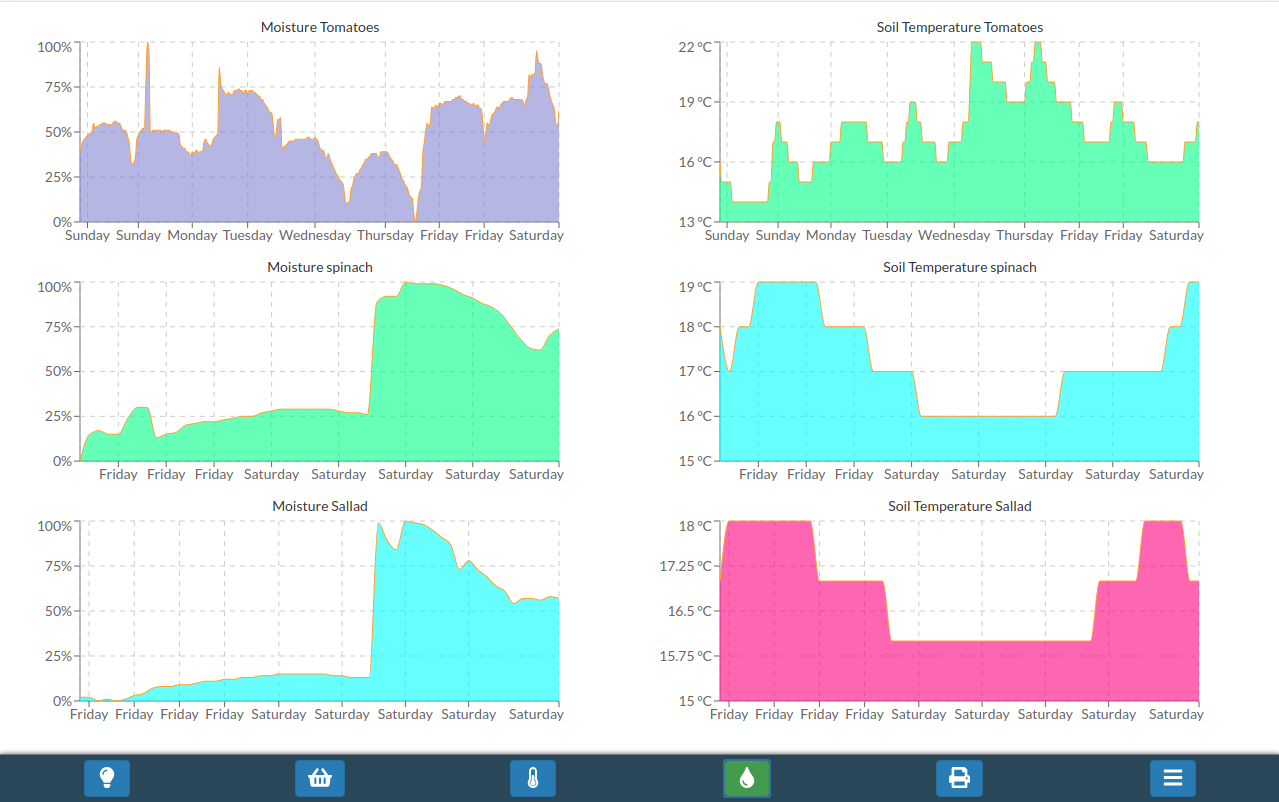 Moisture Tomatoes
100%
75%
50%
25%
0%
Sunday Sunday Monday Tuesday Wednesday Thursday Friday Friday Saturday
Soil Temperature Tomatoes
22 °C
19 °C
16 °C
13 °C
Sunday Sunday Monday Tuesday Wednesday Thursday Friday Friday Saturday
Moisture spinach
100%
75%
50%
25%
0%
Friday Friday Friday Saturday Saturday Saturday Saturday Saturday
Soil Temperature spinach
19 °C
18 °C
17 °C
16 °C
15 °C
Friday Friday Friday Saturday Saturday Saturday Saturday
Moisture Sallad
100%
75%
50%
25%
0%
Friday Friday Friday Friday Saturday Saturday Saturday Saturday Saturday
Soil Temperature Sallad
18 °C
17.25 °C
16.5 °C
15.75 °C
15 °C
Friday Friday Friday Friday Saturday Saturday Saturday Saturday Saturday